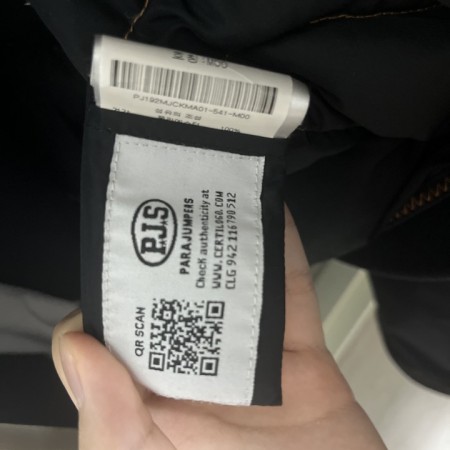 PJ192MJCKMA01-541-M00
P.J.S
PARAJUMPERS
Check authenticity at
WWW.CERTILOGO.COM
CLG 942 116 790 512
QR SCAN